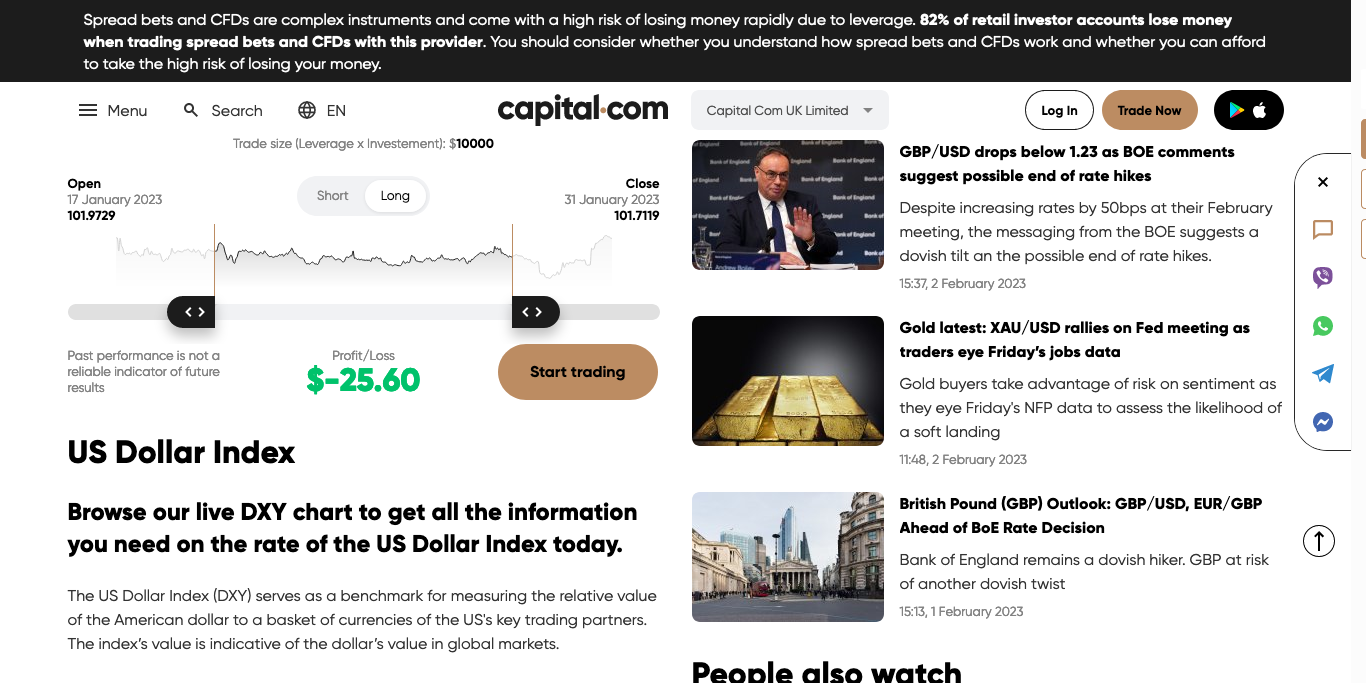 Spread bets and CFDs are complex instruments and come with a high risk of losing money rapidly due to leverage. 82% of retail investor accounts lose money
when trading spread bets and CFDs with this provider. You should consider whether you understand how spread bets and CFDs work and whether you can afford
to take the high risk of losing your money.
Menu
Search
EN
capital.com
Capital Com UK Limited
Log In
Trade Now
Trade size (Leverage x Investement): $10000
Open
17 January 2023
101.9729
Short
Long
Close
31 January 2023
101.7119
Past performance is not a
reliable indicator of future
results
Profit/Loss
$-25.60
Start trading
US Dollar Index
Browse our live DXY chart to get all the information
you need on the rate of the US Dollar Index today.
The US Dollar Index (DXY) serves as a benchmark for measuring the relative value
of the American dollar to a basket of currencies of the US's key trading partners.
The index’s value is indicative of the dollar’s value in global markets.
Bank of England
Andrew Bailey
GBP/USD drops below 1.23 as BOE comments
suggest possible end of rate hikes
Despite increasing rates by 50bps at their February
meeting, the messaging from the BOE suggests a
dovish tilt an the possible end of rate hikes.
15:37, 2 February 2023
Gold latest: XAU/USD rallies on Fed meeting as
traders eye Friday’s jobs data
Gold buyers take advantage of risk on sentiment as
they eye Friday's NFP data to assess the likelihood of
a soft landing
11:48, 2 February 2023
British Pound (GBP) Outlook: GBP/USD, EUR/GBP
Ahead of BoE Rate Decision
Bank of England remains a dovish hiker. GBP at risk
of another dovish twist
15:13, 1 February 2023
People also watch